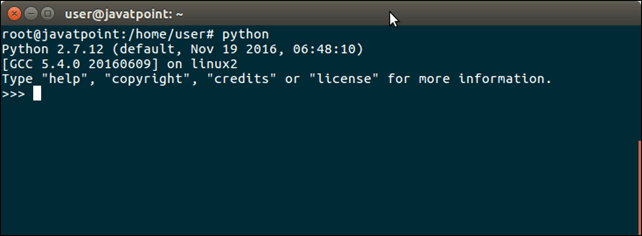 user@javatpoint: ~
root@javatpoint:/home/user# python
Python 2.7.12 (default, Nov 19 2016, 06:48:10)
[GCC 5.4.0 20160609] on linux2
Type "help", "copyright", "credits" or "license" for more information.
>>>